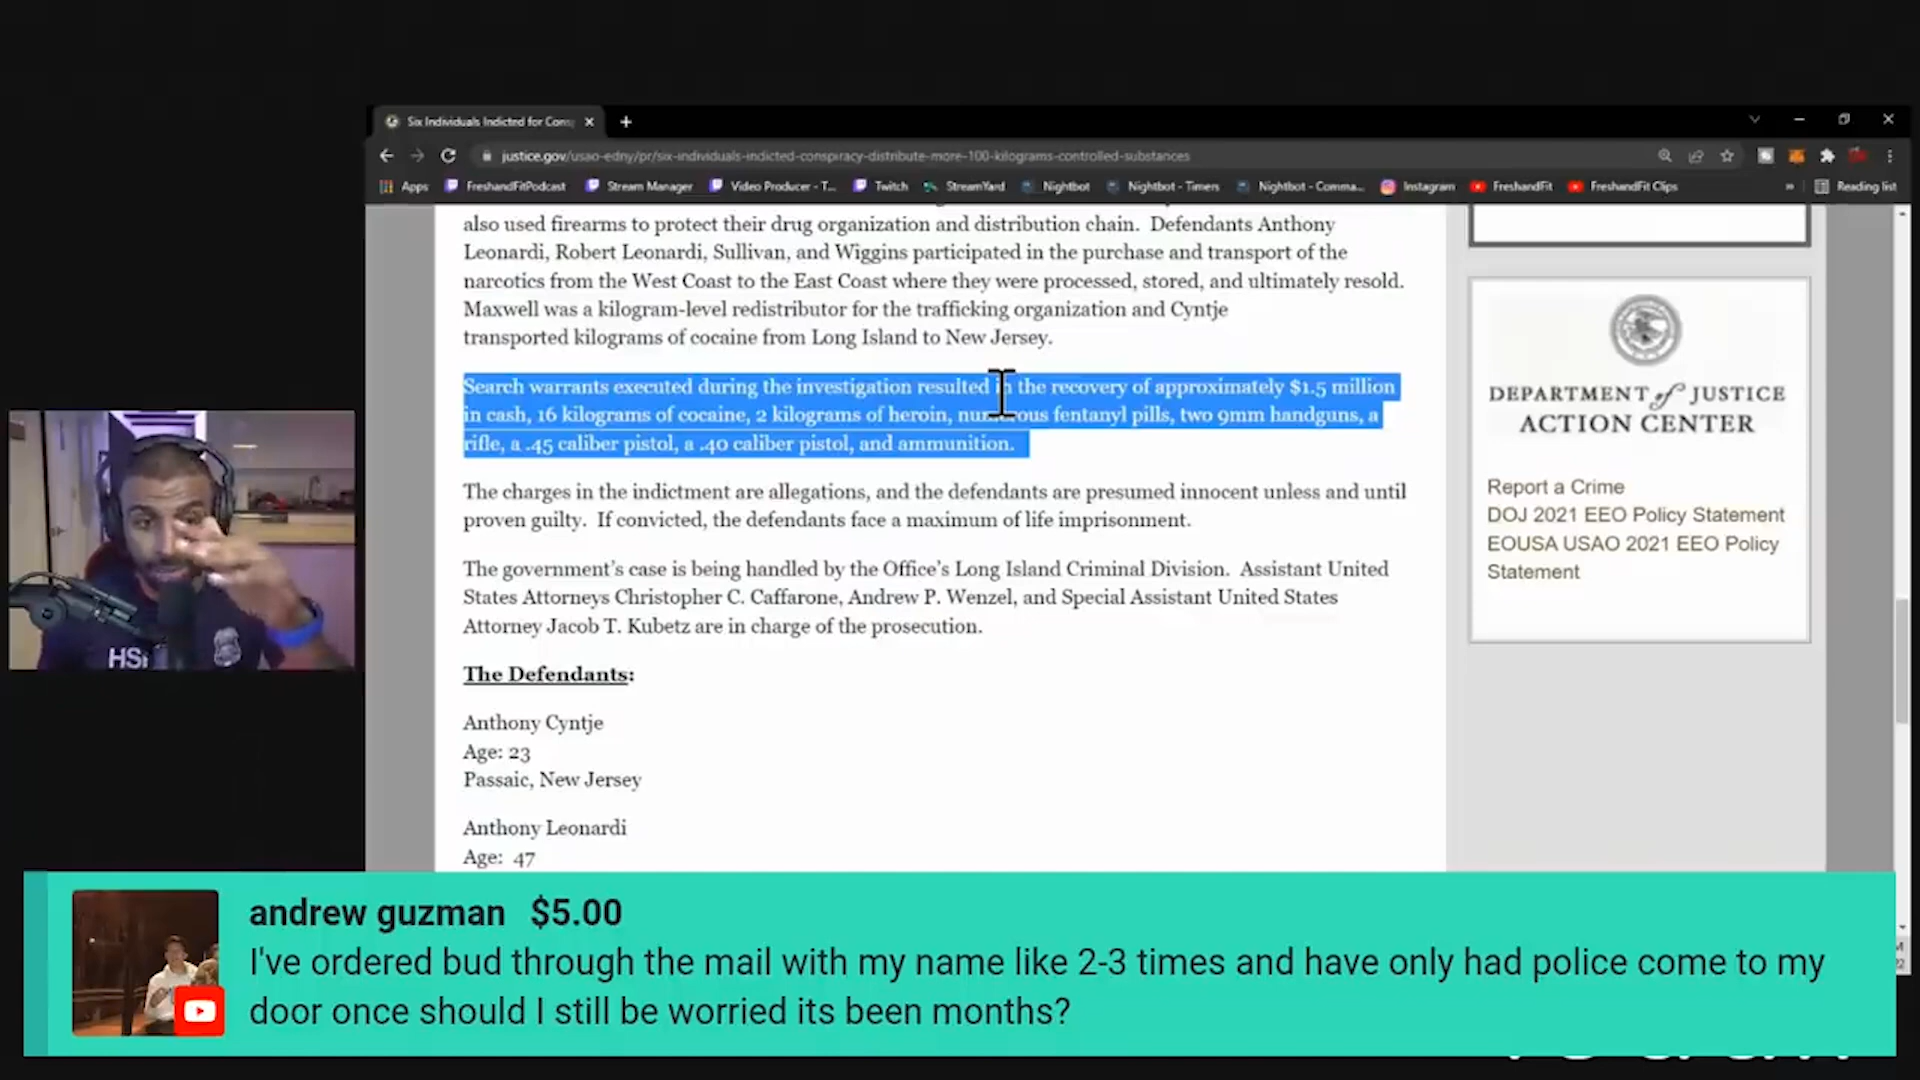 Six Individuals Indicted for Cons
justice.gov/usao-edny/pr/six-individuals-indicted-conspiracy-distribute-more-100-kilograms-controlled-substances
Apps FreshandFitPodcast Stream Manager Video Producer - T... Twitch StreamYard Nightbot Nightbot - Timers Nightbot - Comma... Instagram FreshandFit FreshandFit Clips » Reading list
also used firearms to protect their drug organization and distribution chain. Defendants Anthony
Leonardi, Robert Leonardi, Sullivan, and Wiggins participated in the purchase and transport of the
narcotics from the West Coast to the East Coast where they were processed, stored, and ultimately resold.
Maxwell was a kilogram-level redistributor for the trafficking organization and Cyntje
transported kilograms of cocaine from Long Island to New Jersey.
Search warrants executed during the investigation resulted in the recovery of approximately $1.5 million
in cash, 16 kilograms of cocaine, 2 kilograms of heroin, numerous fentanyl pills, two 9mm handguns, a
rifle, a .45 caliber pistol, a .40 caliber pistol, and ammunition.
The charges in the indictment are allegations, and the defendants are presumed innocent unless and until
proven guilty. If convicted, the defendants face a maximum of life imprisonment.
The government's case is being handled by the Office's Long Island Criminal Division. Assistant United
States Attorneys Christopher C. Caffarone, Andrew P. Wenzel, and Special Assistant United States
Attorney Jacob T. Kubetz are in charge of the prosecution.
The Defendants:
Anthony Cyntje
Age: 23
Passaic, New Jersey
Anthony Leonardi
Age: 47
DEPARTMENT of JUSTICE
ACTION CENTER
Report a Crime
DOJ 2021 EEO Policy Statement
EOUSA USAO 2021 EEO Policy
Statement
HSI
andrew guzman $5.00
I've ordered bud through the mail with my name like 2-3 times and have only had police come to my
door once should I still be worried its been months?